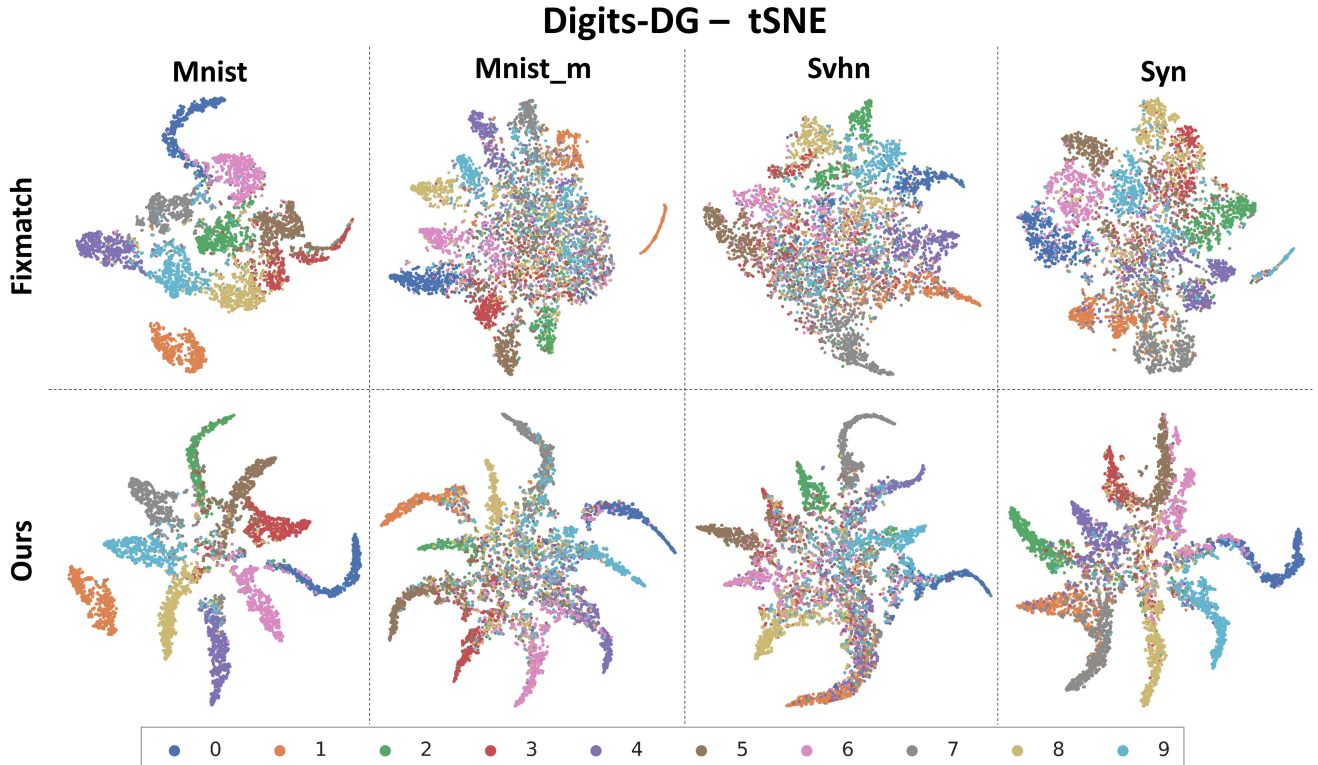 Digits-DG – tSNE
Mnist Mnist_m Svhn Syn
Fixmatch
Ours
0 1 2 3 4 5 6 7 8 9